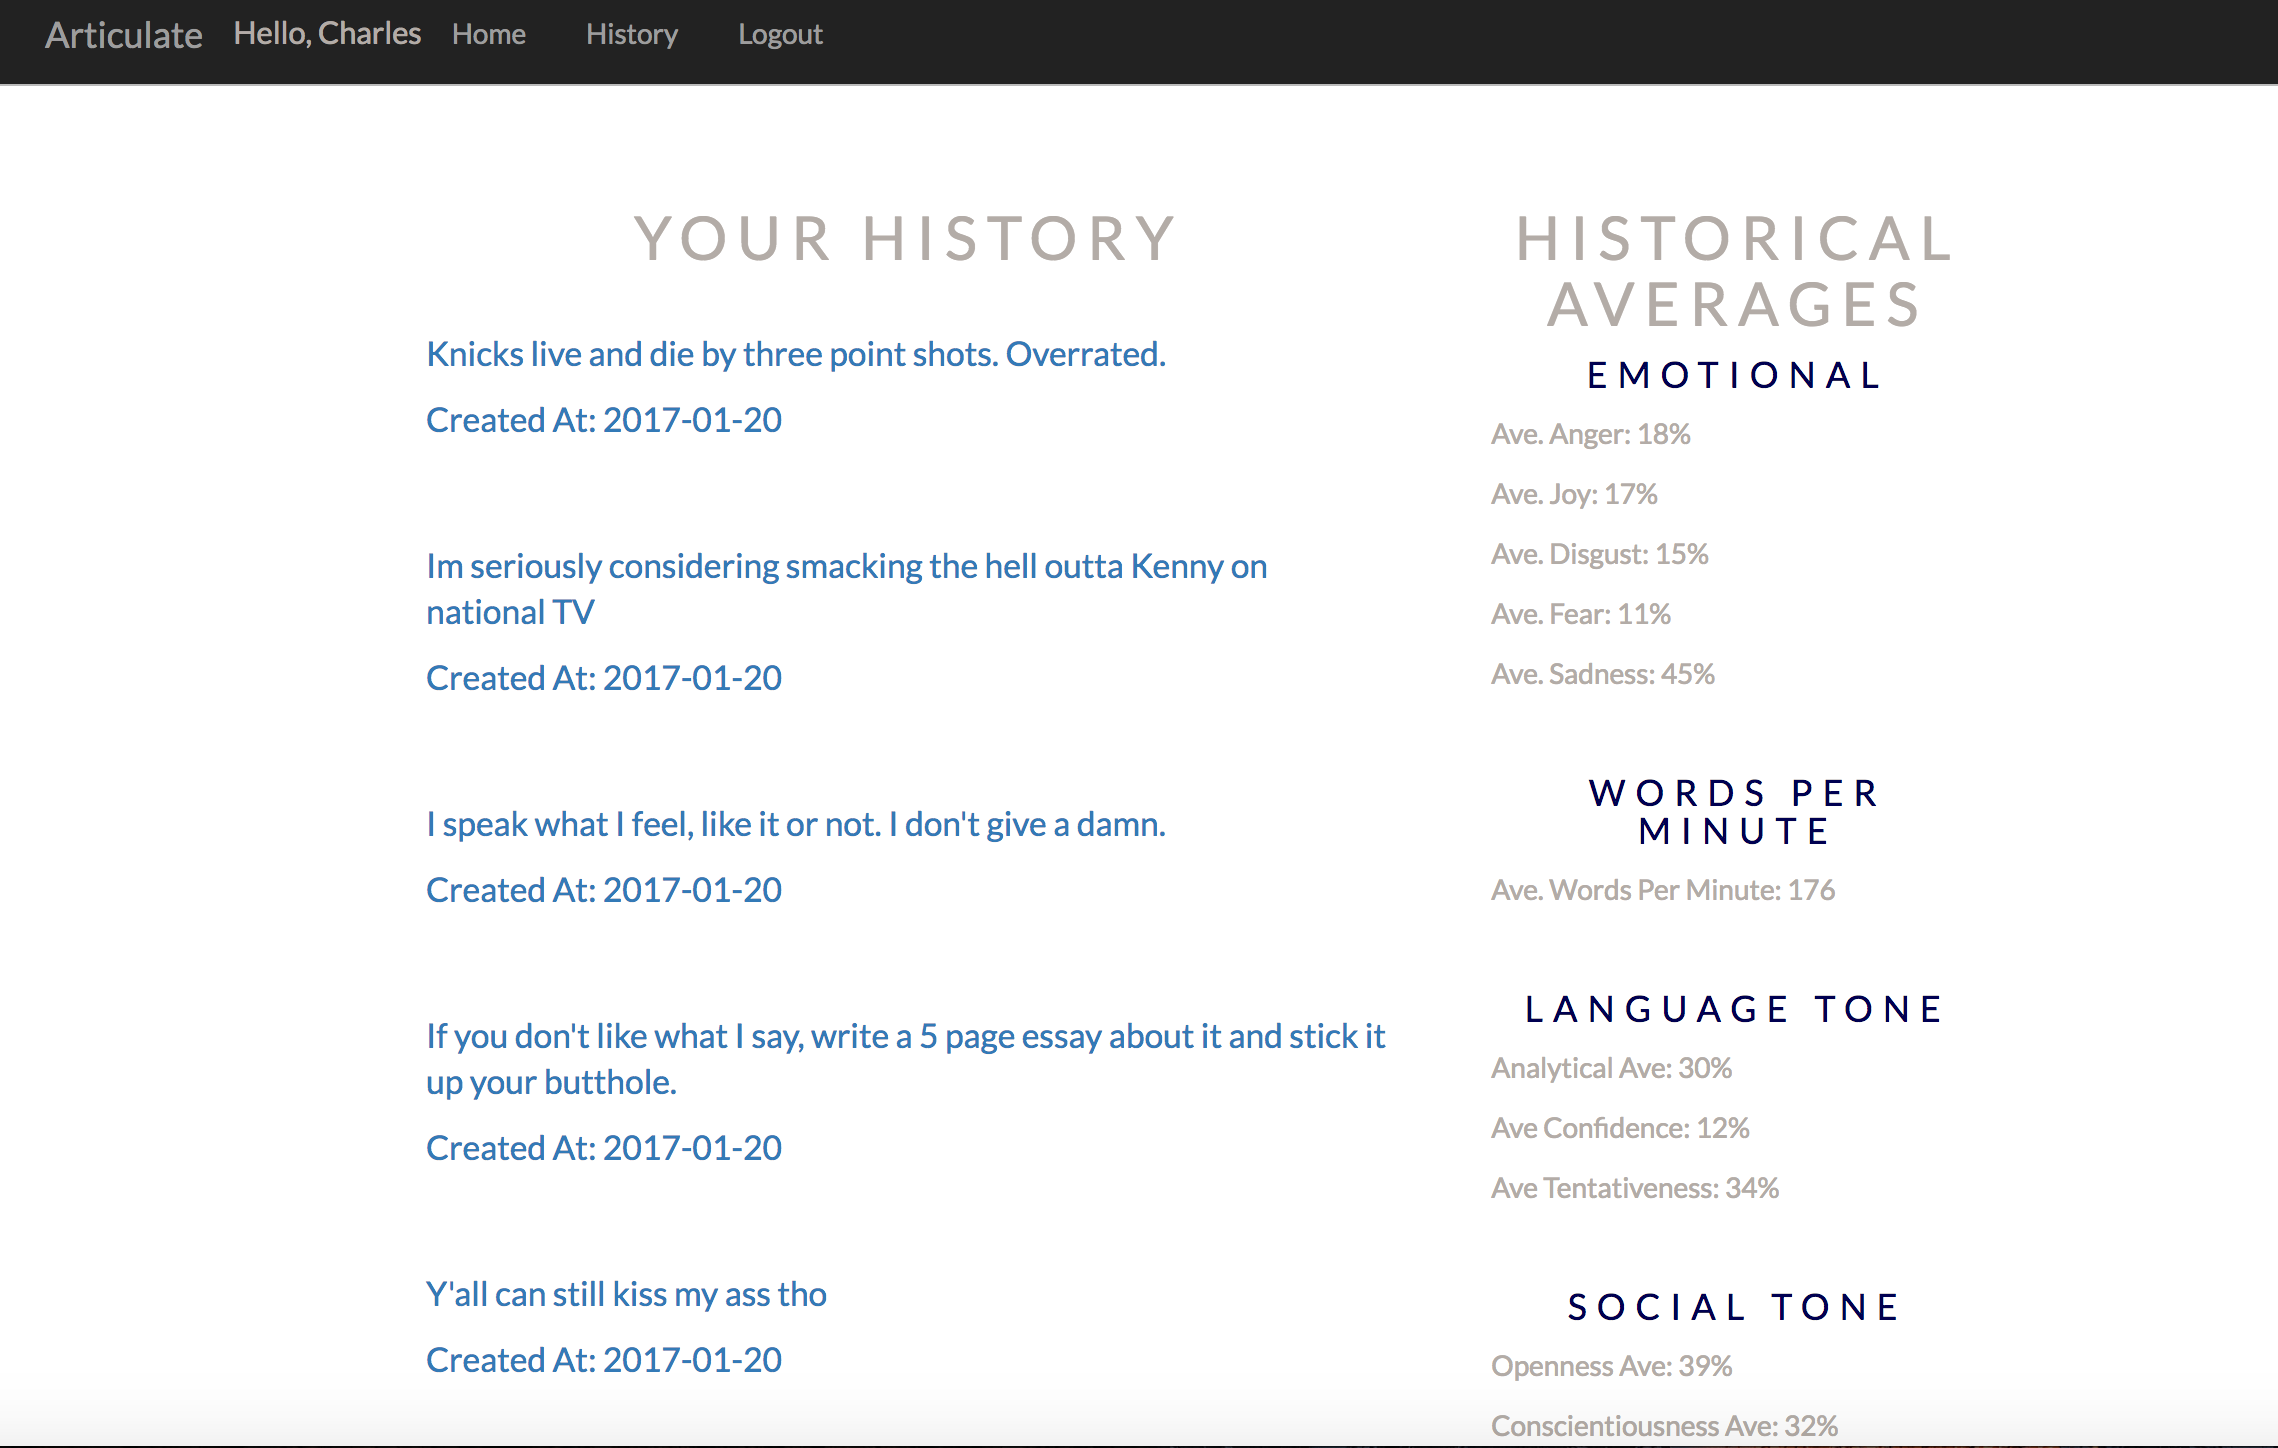 Articulate Hello, Charles Home History Logout
YOUR HISTORY
Knicks live and die by three point shots. Overrated.
Created At: 2017-01-20
Im seriously considering smacking the hell outta Kenny on
national TV
Created At: 2017-01-20
I speak what I feel, like it or not. I don't give a damn.
Created At: 2017-01-20
If you don't like what I say, write a 5 page essay about it and stick it
up your butthole.
Created At: 2017-01-20
Y'all can still kiss my ass tho
Created At: 2017-01-20
HISTORICAL
AVERAGES
EMOTIONAL
Ave. Anger: 18%
Ave. Joy: 17%
Ave. Disgust: 15%
Ave. Fear: 11%
Ave. Sadness: 45%
WORDS PER
MINUTE
Ave. Words Per Minute: 176
LANGUAGE TONE
Analytical Ave: 30%
Ave Confidence: 12%
Ave Tentativeness: 34%
SOCIAL TONE
Openness Ave: 39%
Conscientiousness Ave: 32%